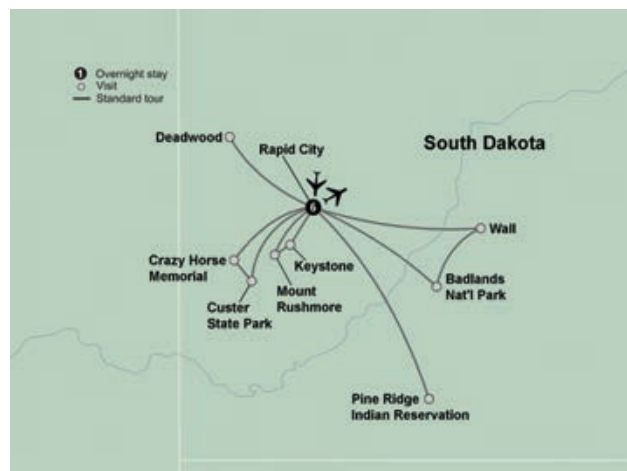 1 Overnight stay
Visit
Standard tour
Deadwood
Rapid City
South Dakota
6
Wall
Crazy Horse
Memorial
Keystone
Badlands
Nat'l Park
Custer
State Park
Mount
Rushmore
Pine Ridge
Indian Reservation